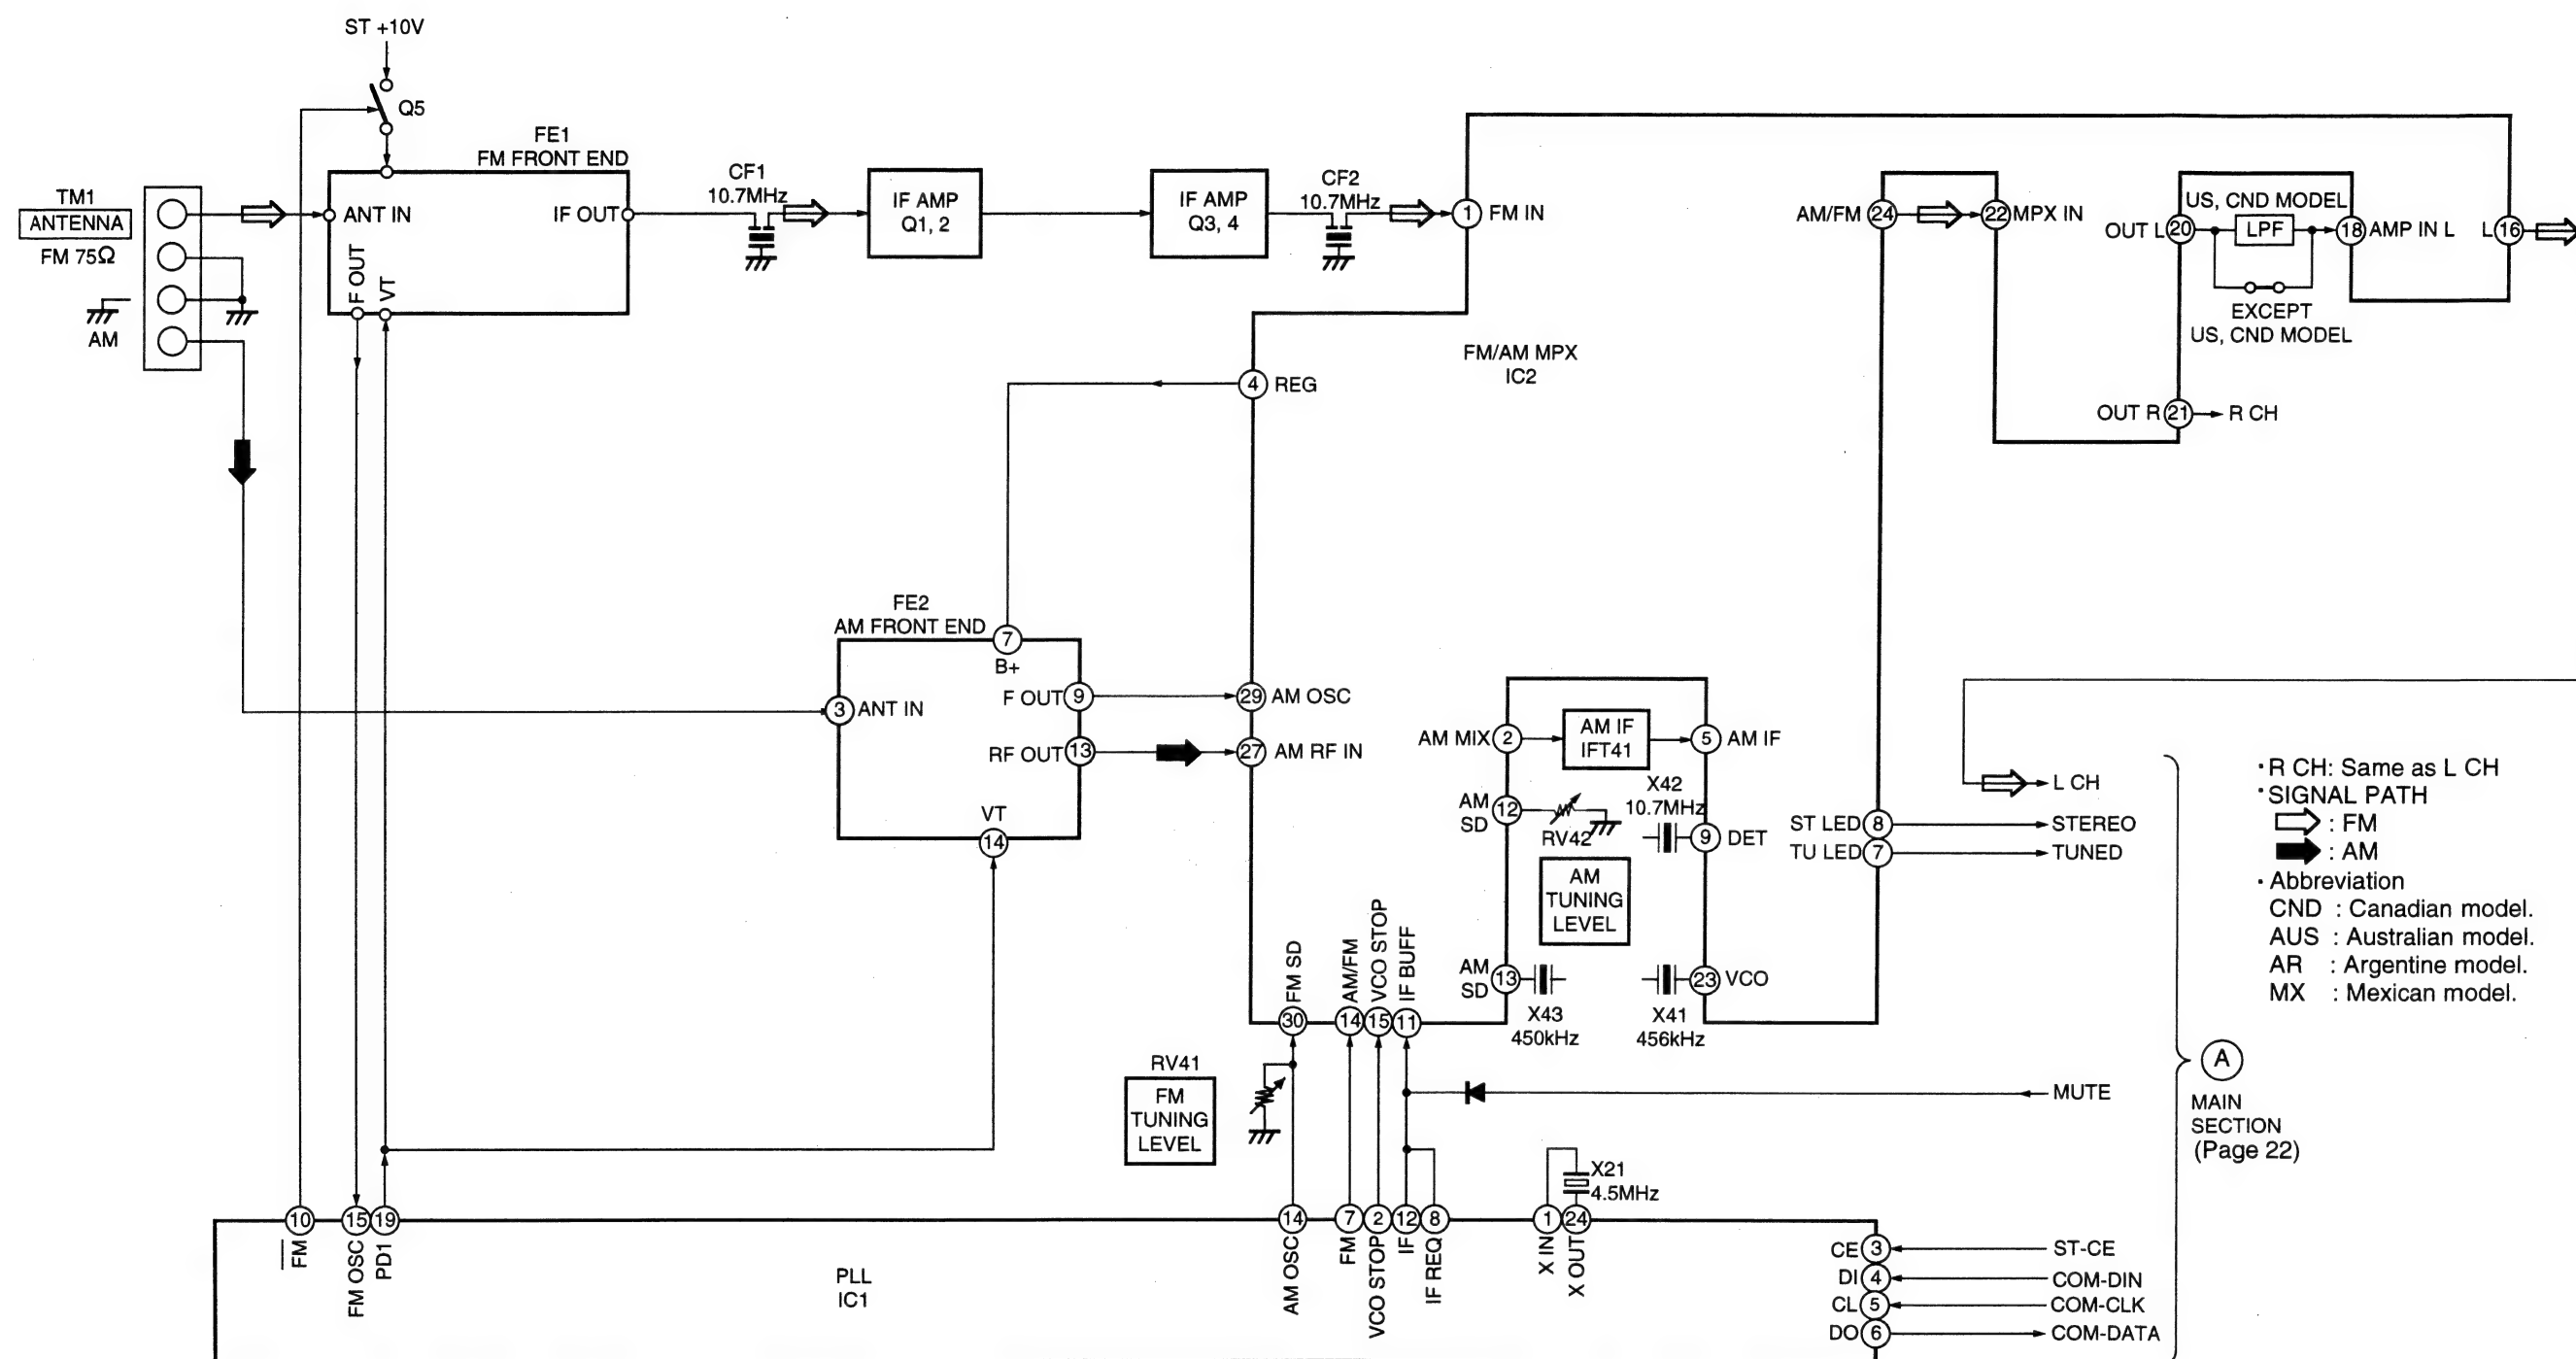 ST +10V
Q5
FE1
FM FRONT END
TM1
ANTENNA
FM 75Ω
AM
ANT IN
IF OUT
F OUT
VT
CF1
10.7MHz
IF AMP
Q1, 2
IF AMP
Q3, 4
CF2
10.7MHz
1 FM IN
FM/AM MPX
IC2
4 REG
AM/FM 24
22 MPX IN
OUT L 20
US, CND MODEL
LPF
18 AMP IN L
L 16
EXCEPT
US, CND MODEL
OUT R 21
R CH
FE2
AM FRONT END
7
B+
3 ANT IN
F OUT 9
RF OUT 13
VT
14
29 AM OSC
27 AM RF IN
AM MIX 2
AM IF
IFT41
5 AM IF
AM
SD
12
RV42
X42
10.7MHz
9 DET
AM
TUNING
LEVEL
AM
SD
13
X43
450kHz
X41
456kHz
23 VCO
ST LED 8
STEREO
TU LED 7
TUNED
L CH
FM SD
30
AM/FM
14
VCO STOP
15
IF BUFF
11
RV41
FM
TUNING
LEVEL
MUTE
X21
4.5MHz
10
FM
15
FM OSC
19
PD1
PLL
IC1
14
AM OSC
7
FM
2
VCO STOP
12
IF
8
IF REQ
1
X IN
24
X OUT
CE 3 ST-CE
DI 4 COM-DIN
CL 5 COM-CLK
DO 6 COM-DATA
A
MAIN
SECTION
(Page 22)
• R CH: Same as L CH
• SIGNAL PATH
: FM
: AM
• Abbreviation
CND : Canadian model.
AUS : Australian model.
AR : Argentine model.
MX : Mexican model.